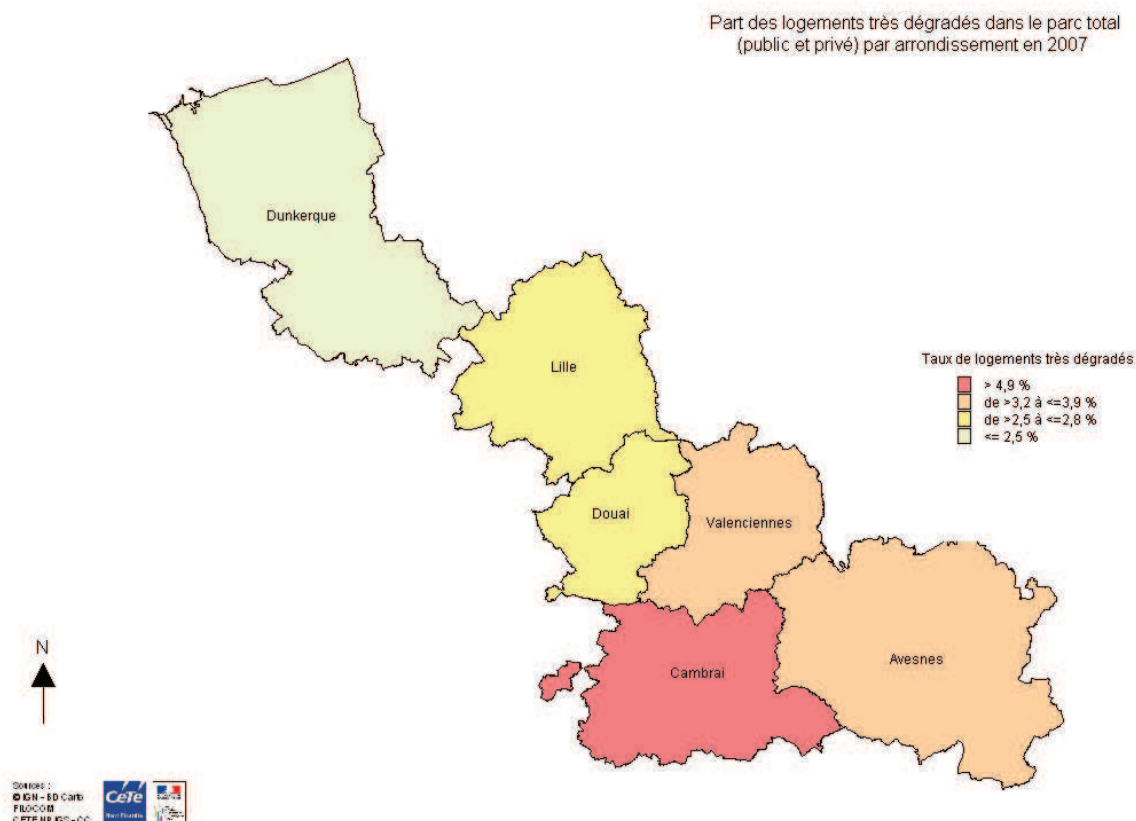 Part des logements très dégradés dans le parc total
(public et privé) par arrondissement en 2007
Dunkerque
Lille
Taux de logements très dégradés
> 4,9 %
de >3,2 à <=3,9 %
de >2,5 à <=2,8 %
<= 2,5 %
Douai
Valenciennes
Avesnes
Cambrai
N
Sources :
© IGN - BD Carto
FILOCOM
CeTe